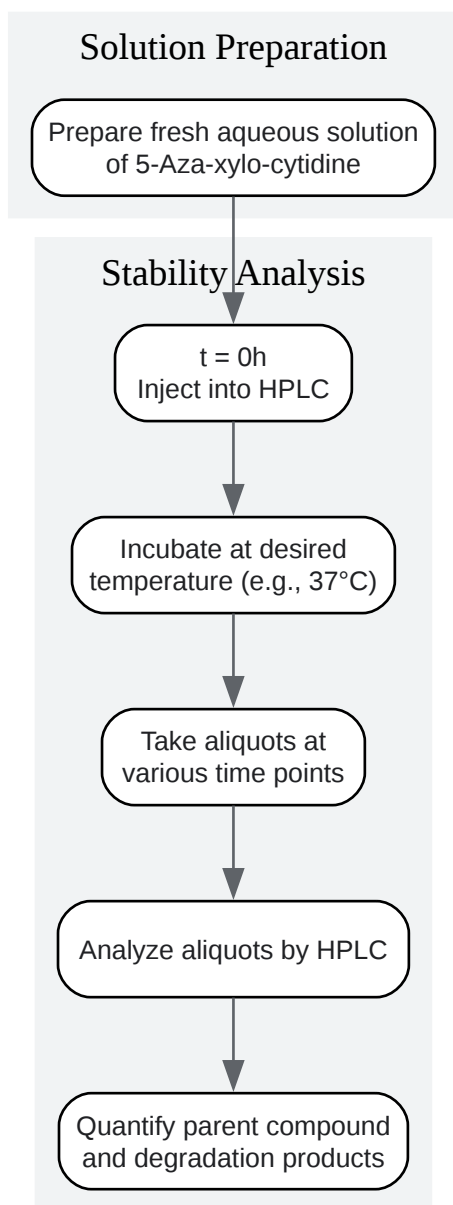 Solution Preparation
Prepare fresh aqueous solution
of 5-Aza-xylo-cytidine
Stability Analysis
t = 0h
Inject into HPLC
Incubate at desired
temperature (e.g., 37°C)
Take aliquots at
various time points
Analyze aliquots by HPLC
Quantify parent compound
and degradation products